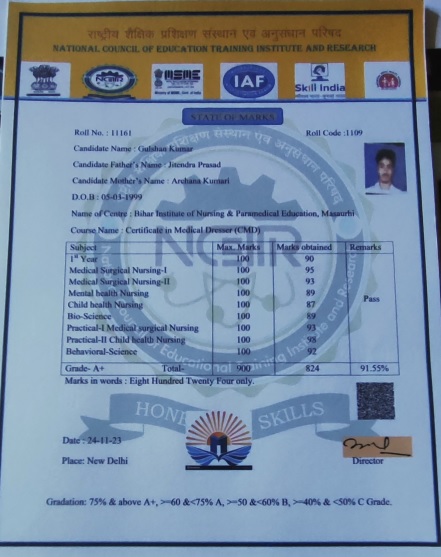 राष्ट्रीय शैक्षिक प्रशिक्षण संस्थान एवं अनुसंधान परिषद
NATIONAL COUNCIL OF EDUCATION TRAINING INSTITUTE AND RESEARCH
MSME
IAF
Skill India
STATE OF MARKS
Roll No. : 11161 Roll Code :1109
Candidate Name : Gulshan Kumar
Candidate Father's Name : Jitendra Prasad
Candidate Mother's Name : Archana Kumari
D.O.B : 05-03-1999
Name of Centre : Bihar Institute of Nursing & Paramedical Education, Masaurhi
Course Name : Certificate in Medical Dresser (CMD)
Subject Max. Marks Marks obtained Remarks
1st Year 100 90
Medical Surgical Nursing-I 100 95
Medical Surgical Nursing-II 100 93
Mental health Nursing 100 89
Child health Nursing 100 87
Pass
Bio-Science 100 89
Practical-I Medical surgical Nursing 100 93
Practical-II Child health Nursing 100 98
Behavioral-Science 100 92
Grade- A+ Total- 900 824 91.55%
Marks in words : Eight Hundred Twenty Four only.
SKILLS
Date : 24-11-23
Place: New Delhi Director
Gradation: 75% & above A+, >=60 &<75% A, >=50 &<60% B, >=40% & <50% C Grade.